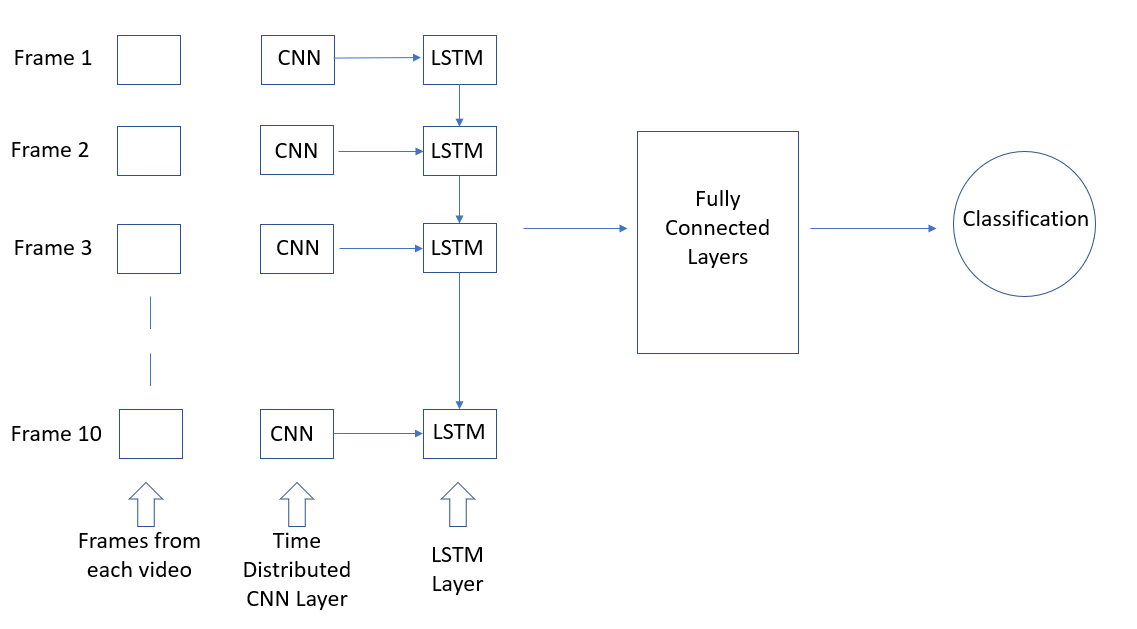 Frame 1
CNN
LSTM
Frame 2
CNN
LSTM
Frame 3
CNN
LSTM
Fully
Connected
Layers
Classification
Frame 10
CNN
LSTM
Frames from
each video
Time
Distributed
CNN Layer
LSTM
Layer